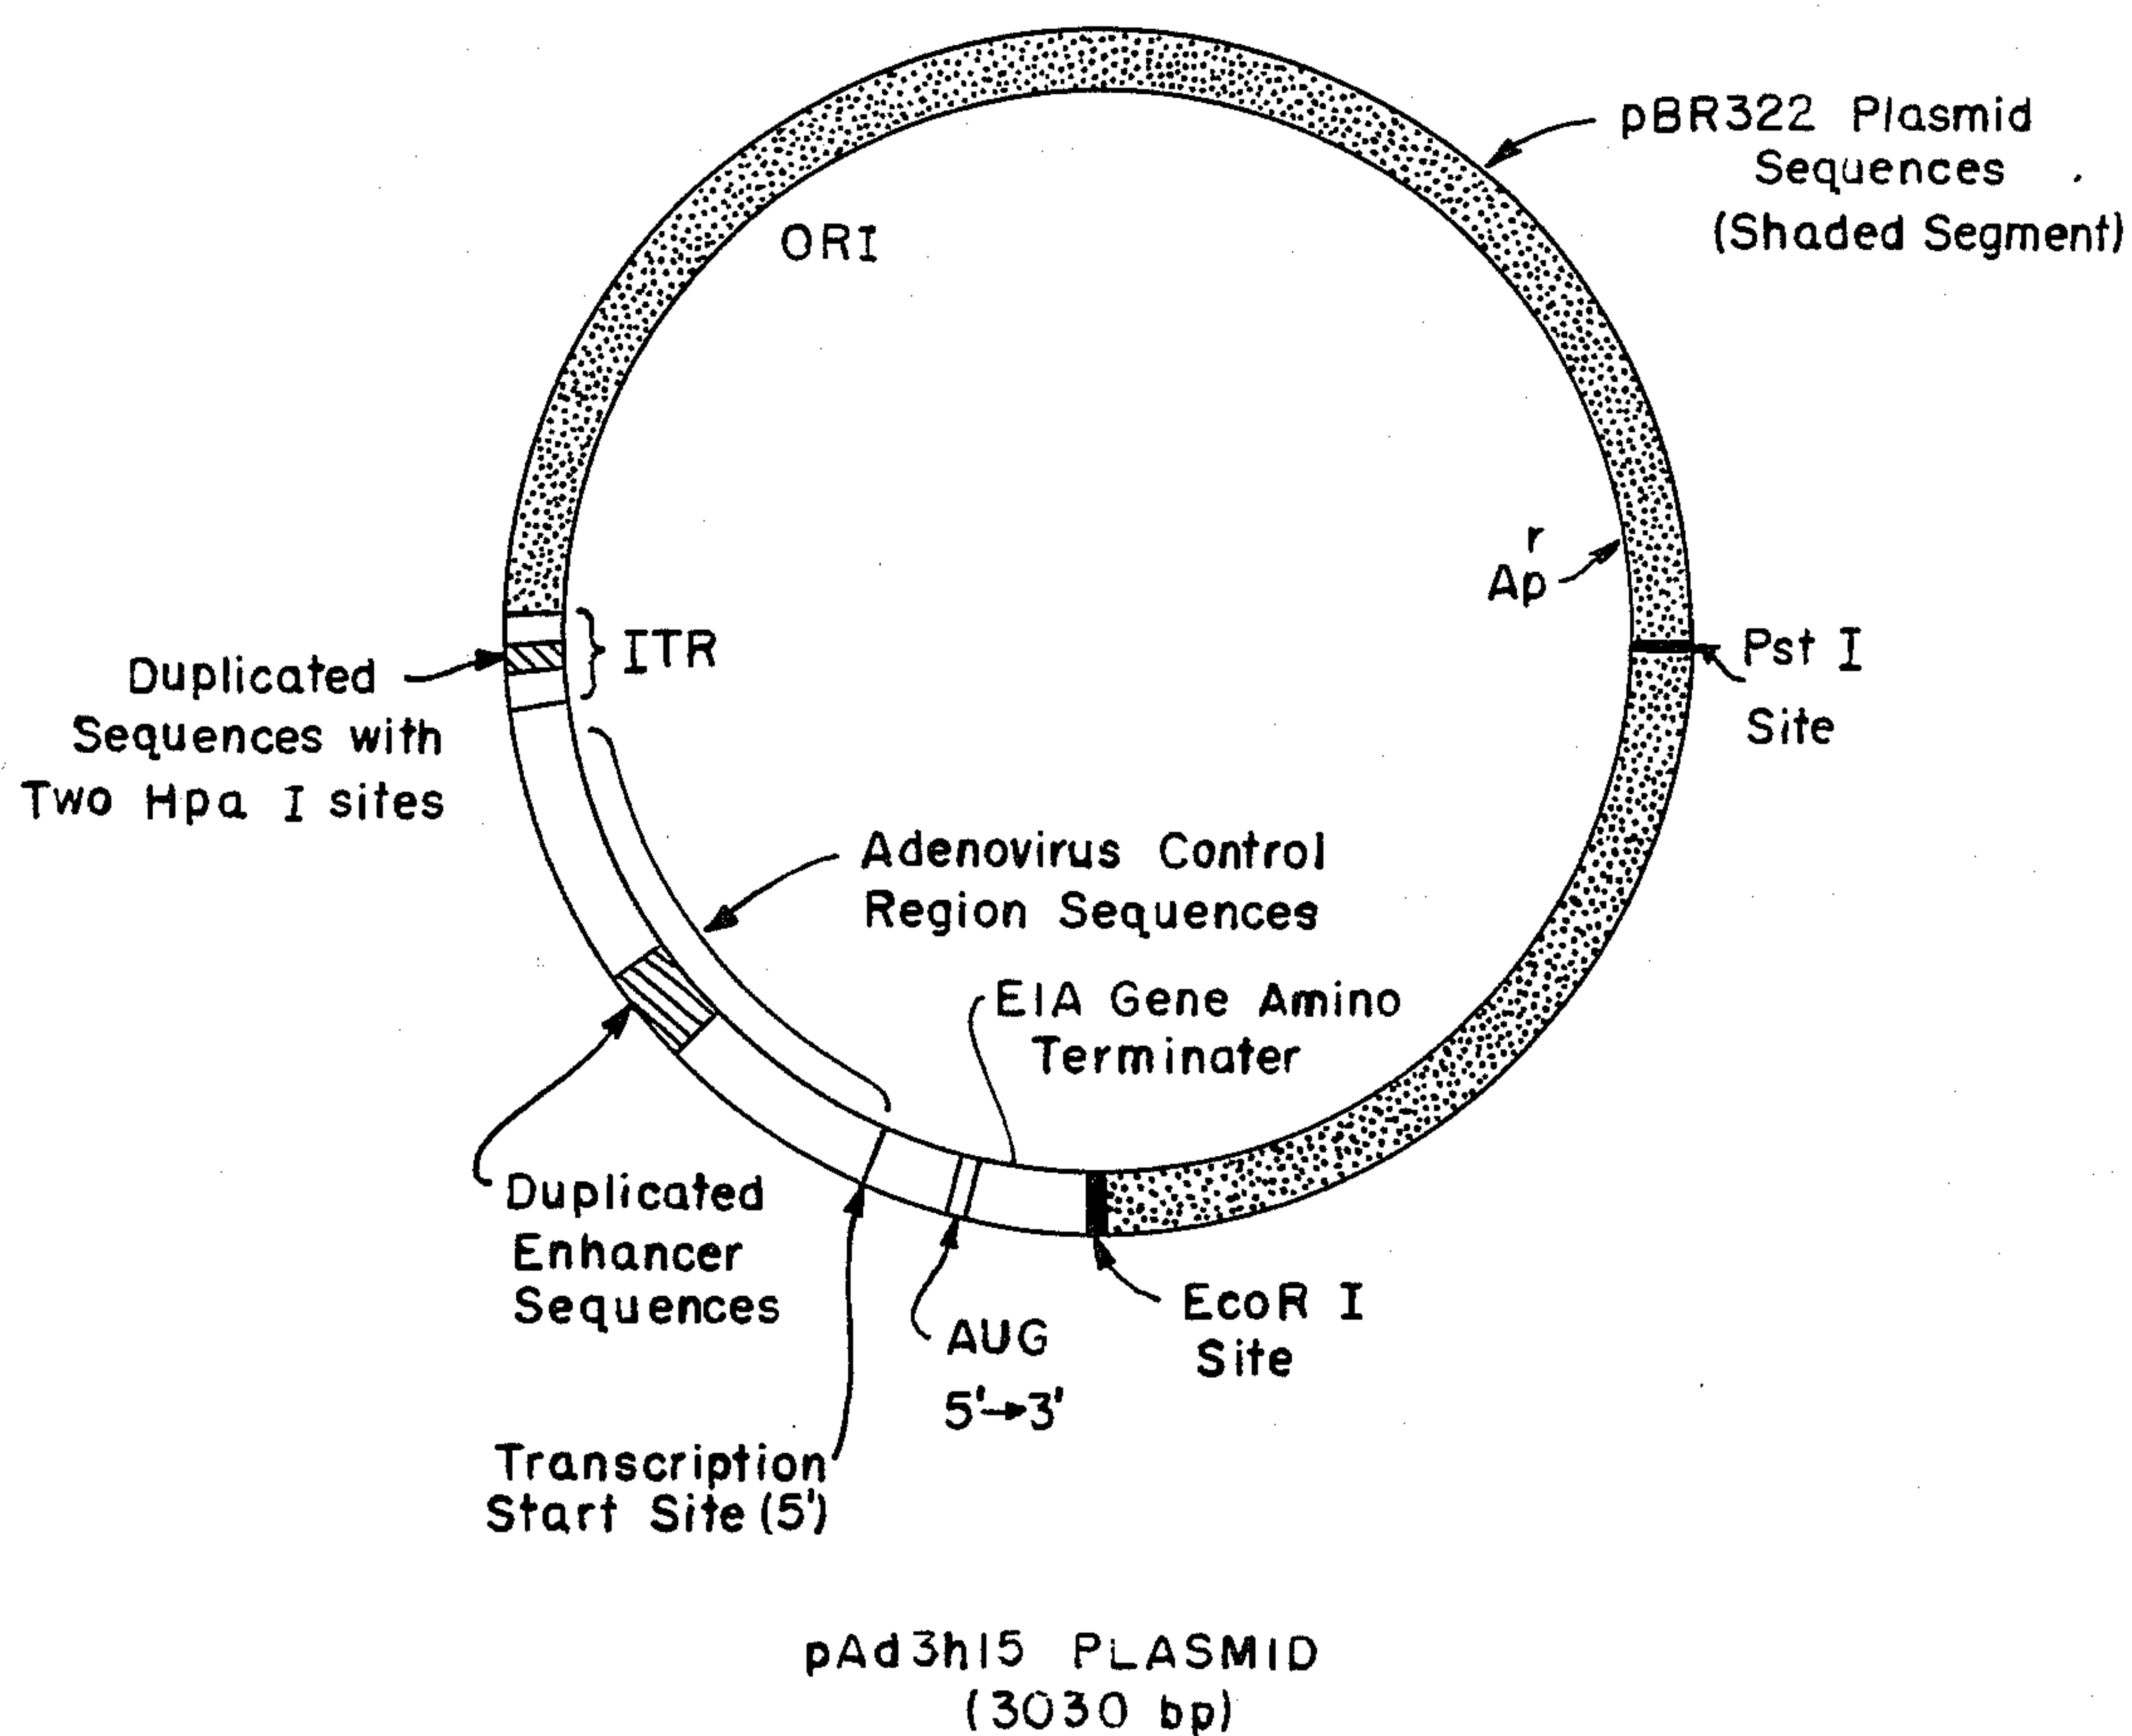 pBR322 Plasmid
Sequences
(Shaded Segment)
ORI
r
Ap
Pst I
Site
ITR
Duplicated
Sequences with
Two Hpa I sites
Adenovirus Control
Region Sequences
EIA Gene Amino
Terminater
Duplicated
Enhancer
Sequences
AUG
5'→3'
EcoR I
Site
Transcription
Start Site (5')
pAd3h15 PLASMID
(3030 bp)